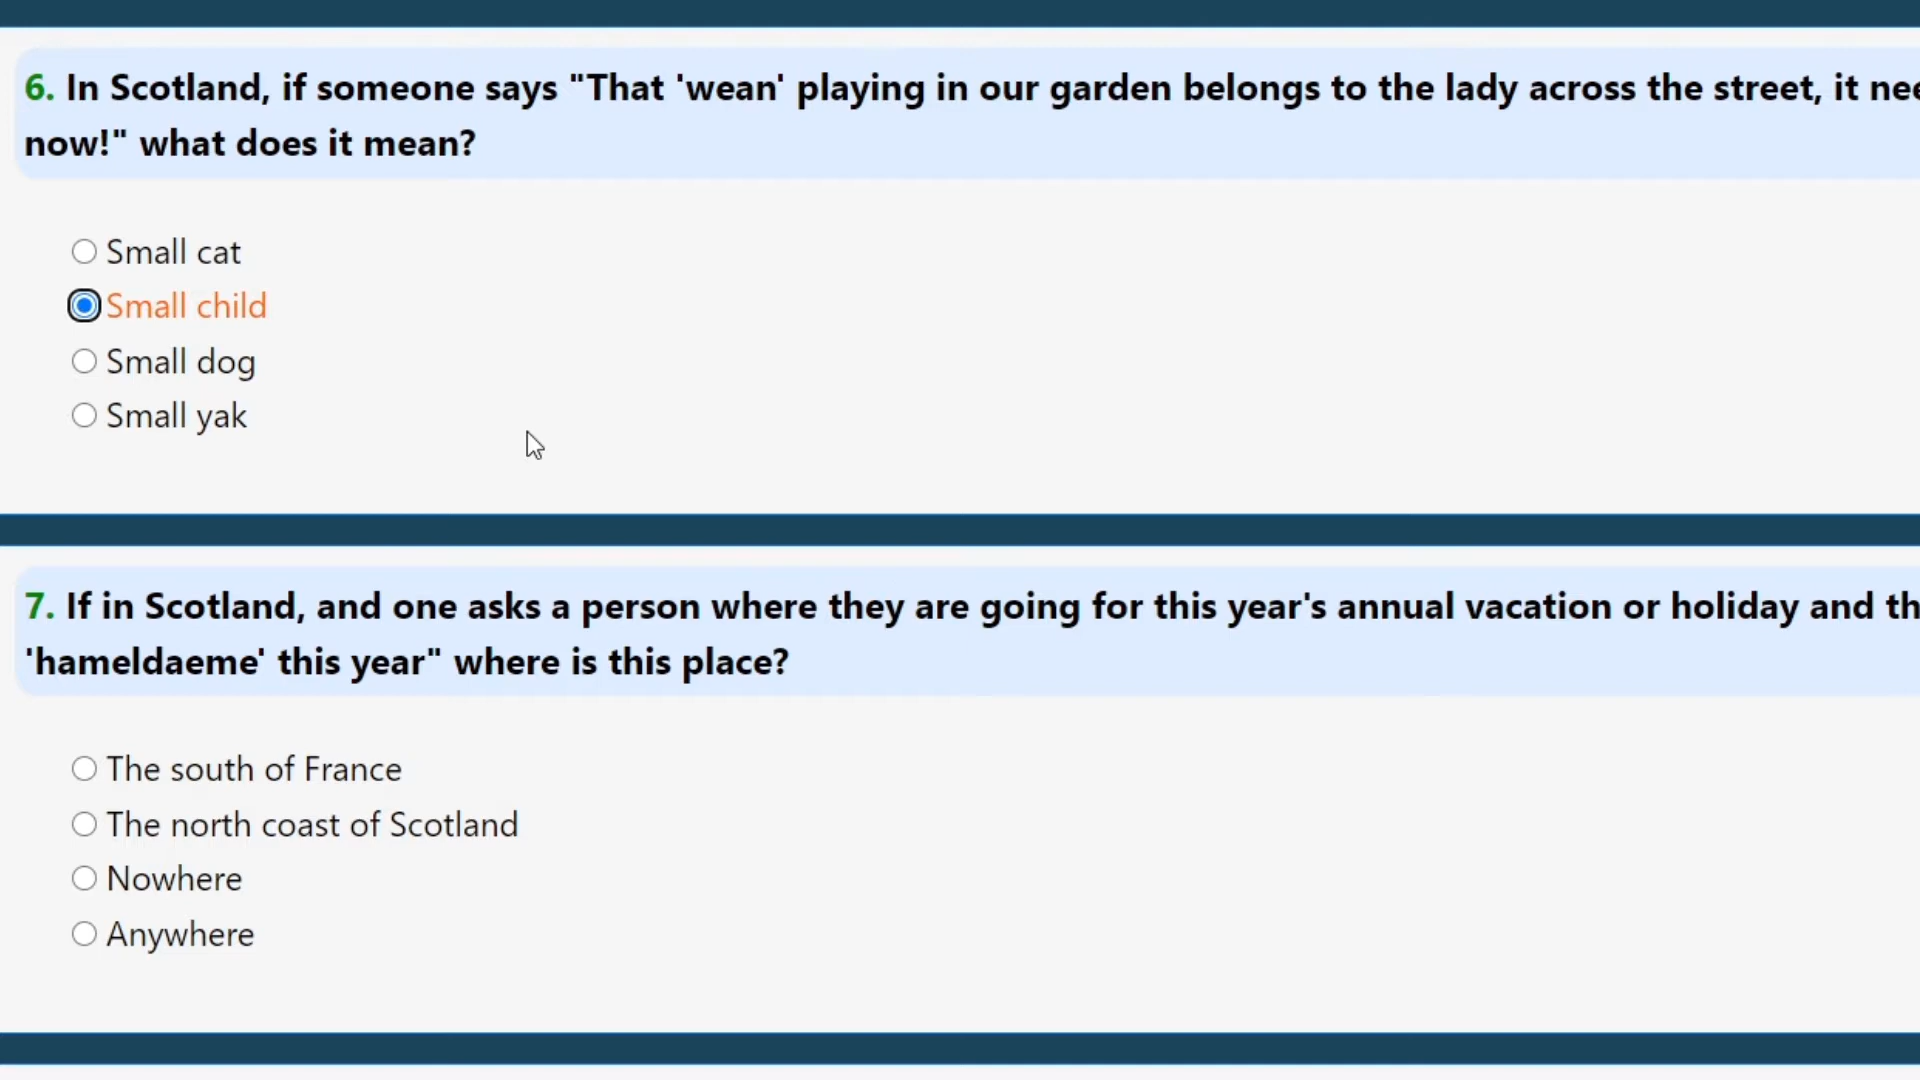 6. In Scotland, if someone says "That 'wean' playing in our garden belongs to the lady across the street, it
now!" what does it mean?
Small cat
Small child
Small dog
Small yak
7. If in Scotland, and one asks a person where they are going for this year's annual vacation or holiday and
'hameldaeme' this year" where is this place?
The south of France
The north coast of Scotland
Nowhere
Anywhere